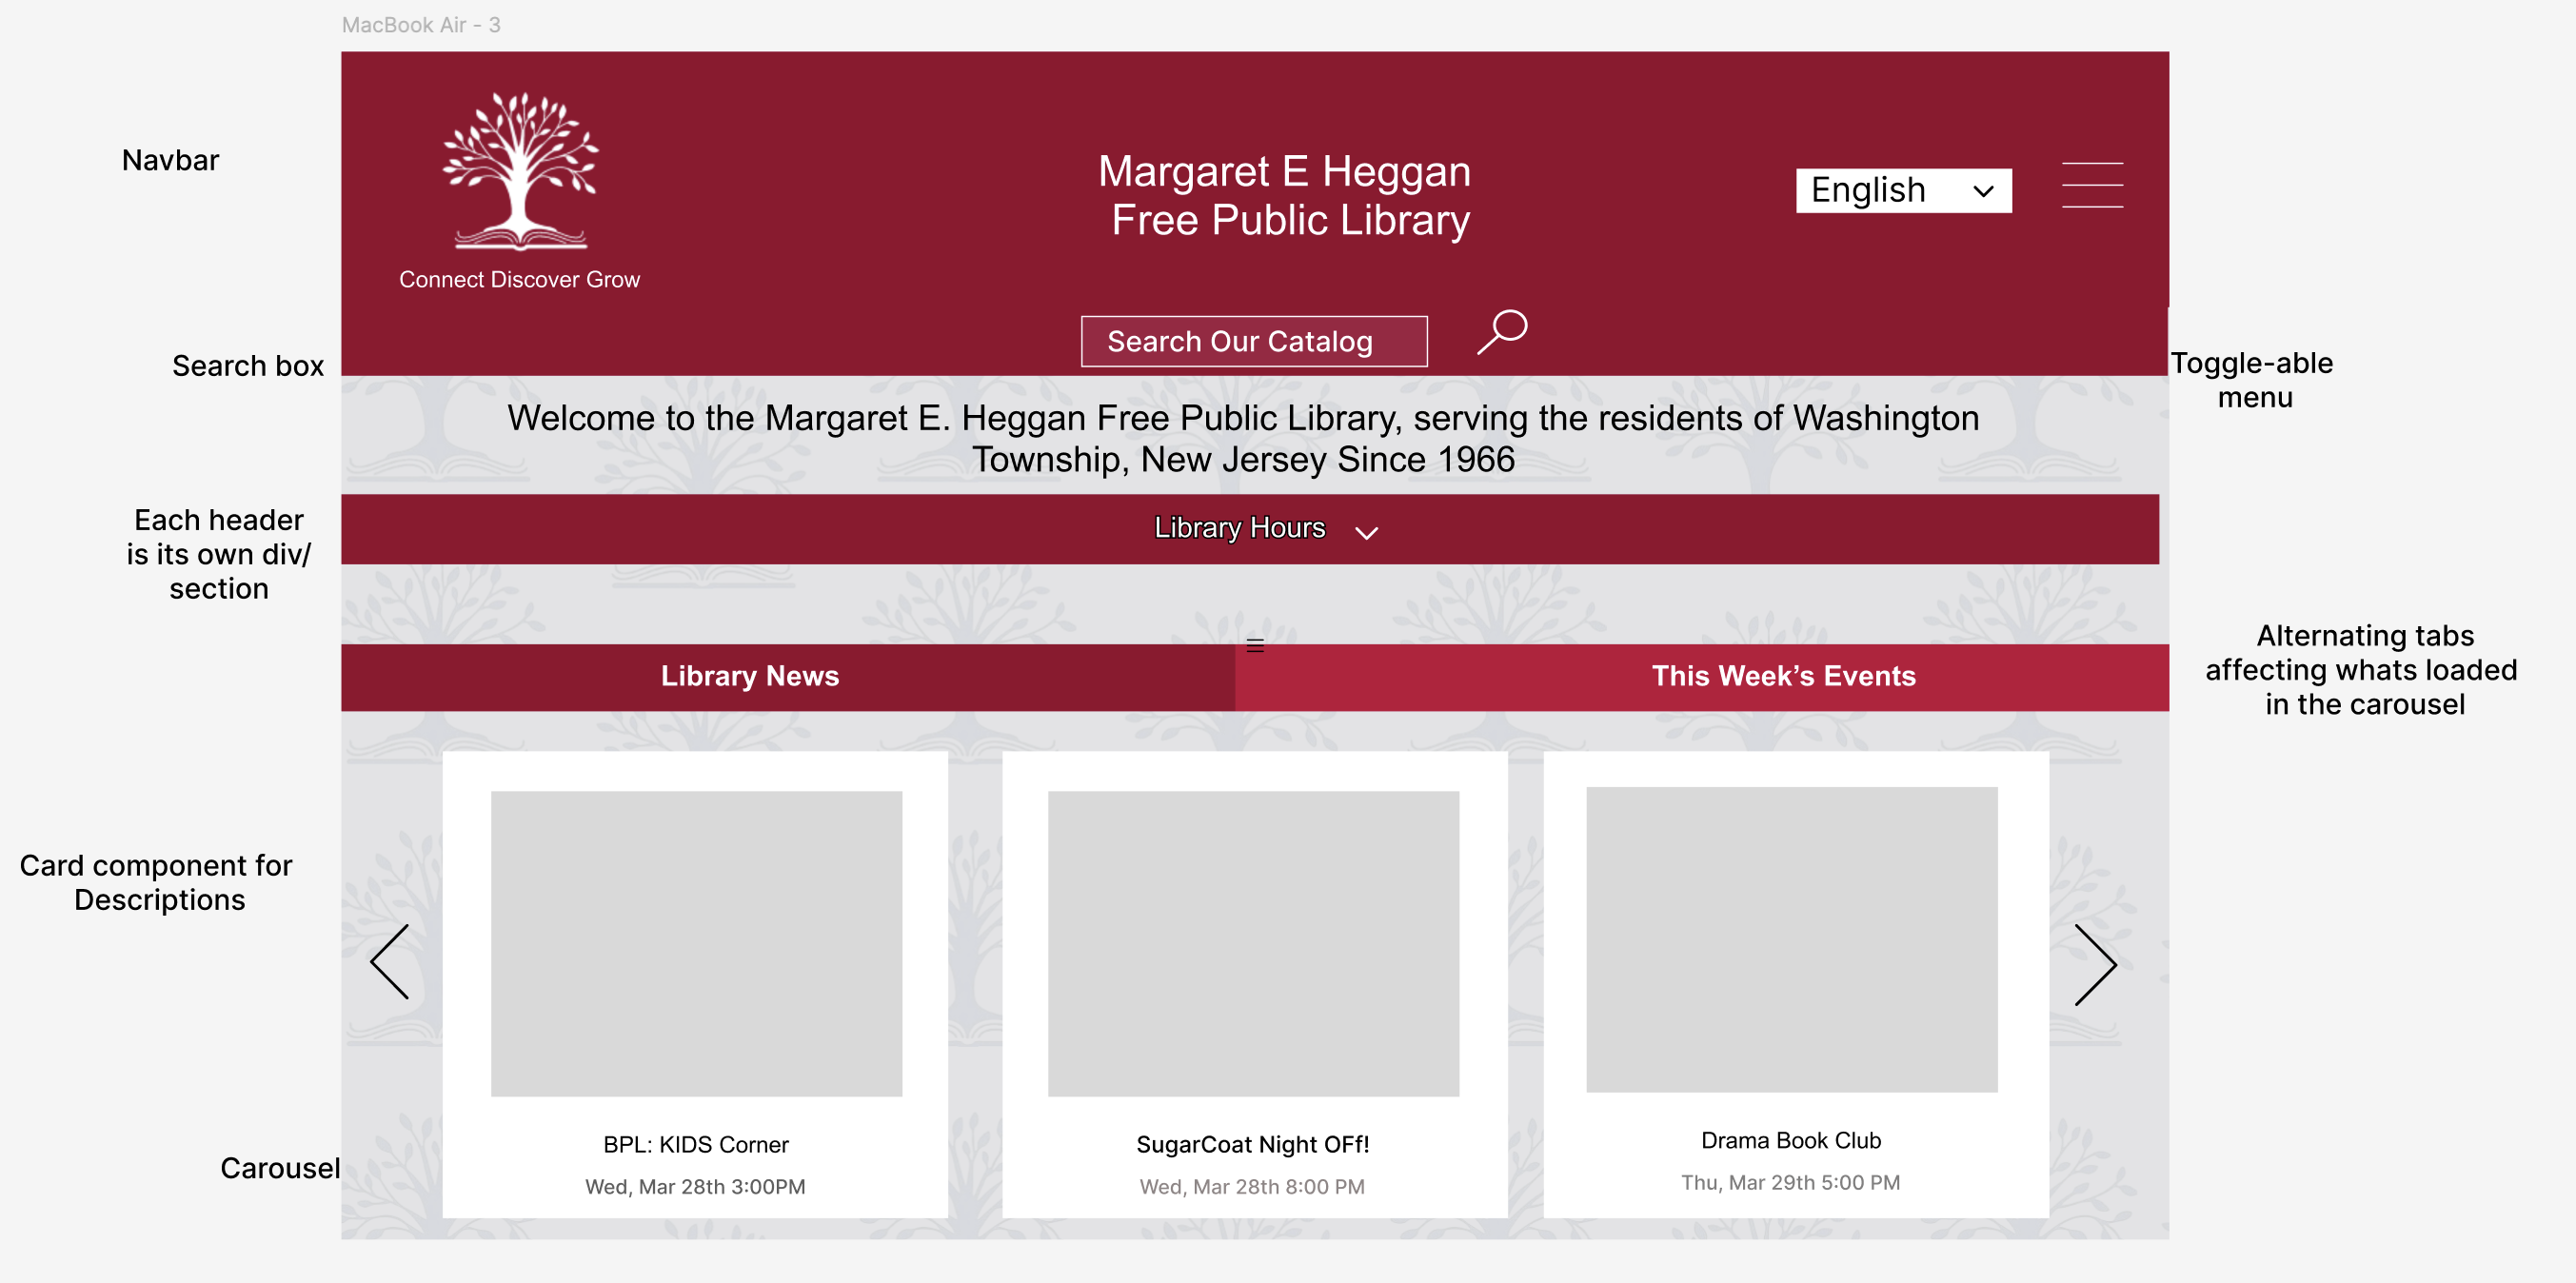 MacBook Air - 3
Navbar
Margaret E Heggan
Free Public Library
English
Connect Discover Grow
Search box
Search Our Catalog
Toggle-able
menu
Welcome to the Margaret E. Heggan Free Public Library, serving the residents of Washington
Township, New Jersey Since 1966
Each header
is its own div/
section
Library Hours
Library News
This Week’s Events
Alternating tabs
affecting whats loaded
in the carousel
Card component for
Descriptions
BPL: KIDS Corner
Wed, Mar 28th 3:00PM
SugarCoat Night OFf!
Wed, Mar 28th 8:00 PM
Drama Book Club
Thu, Mar 29th 5:00 PM
Carousel